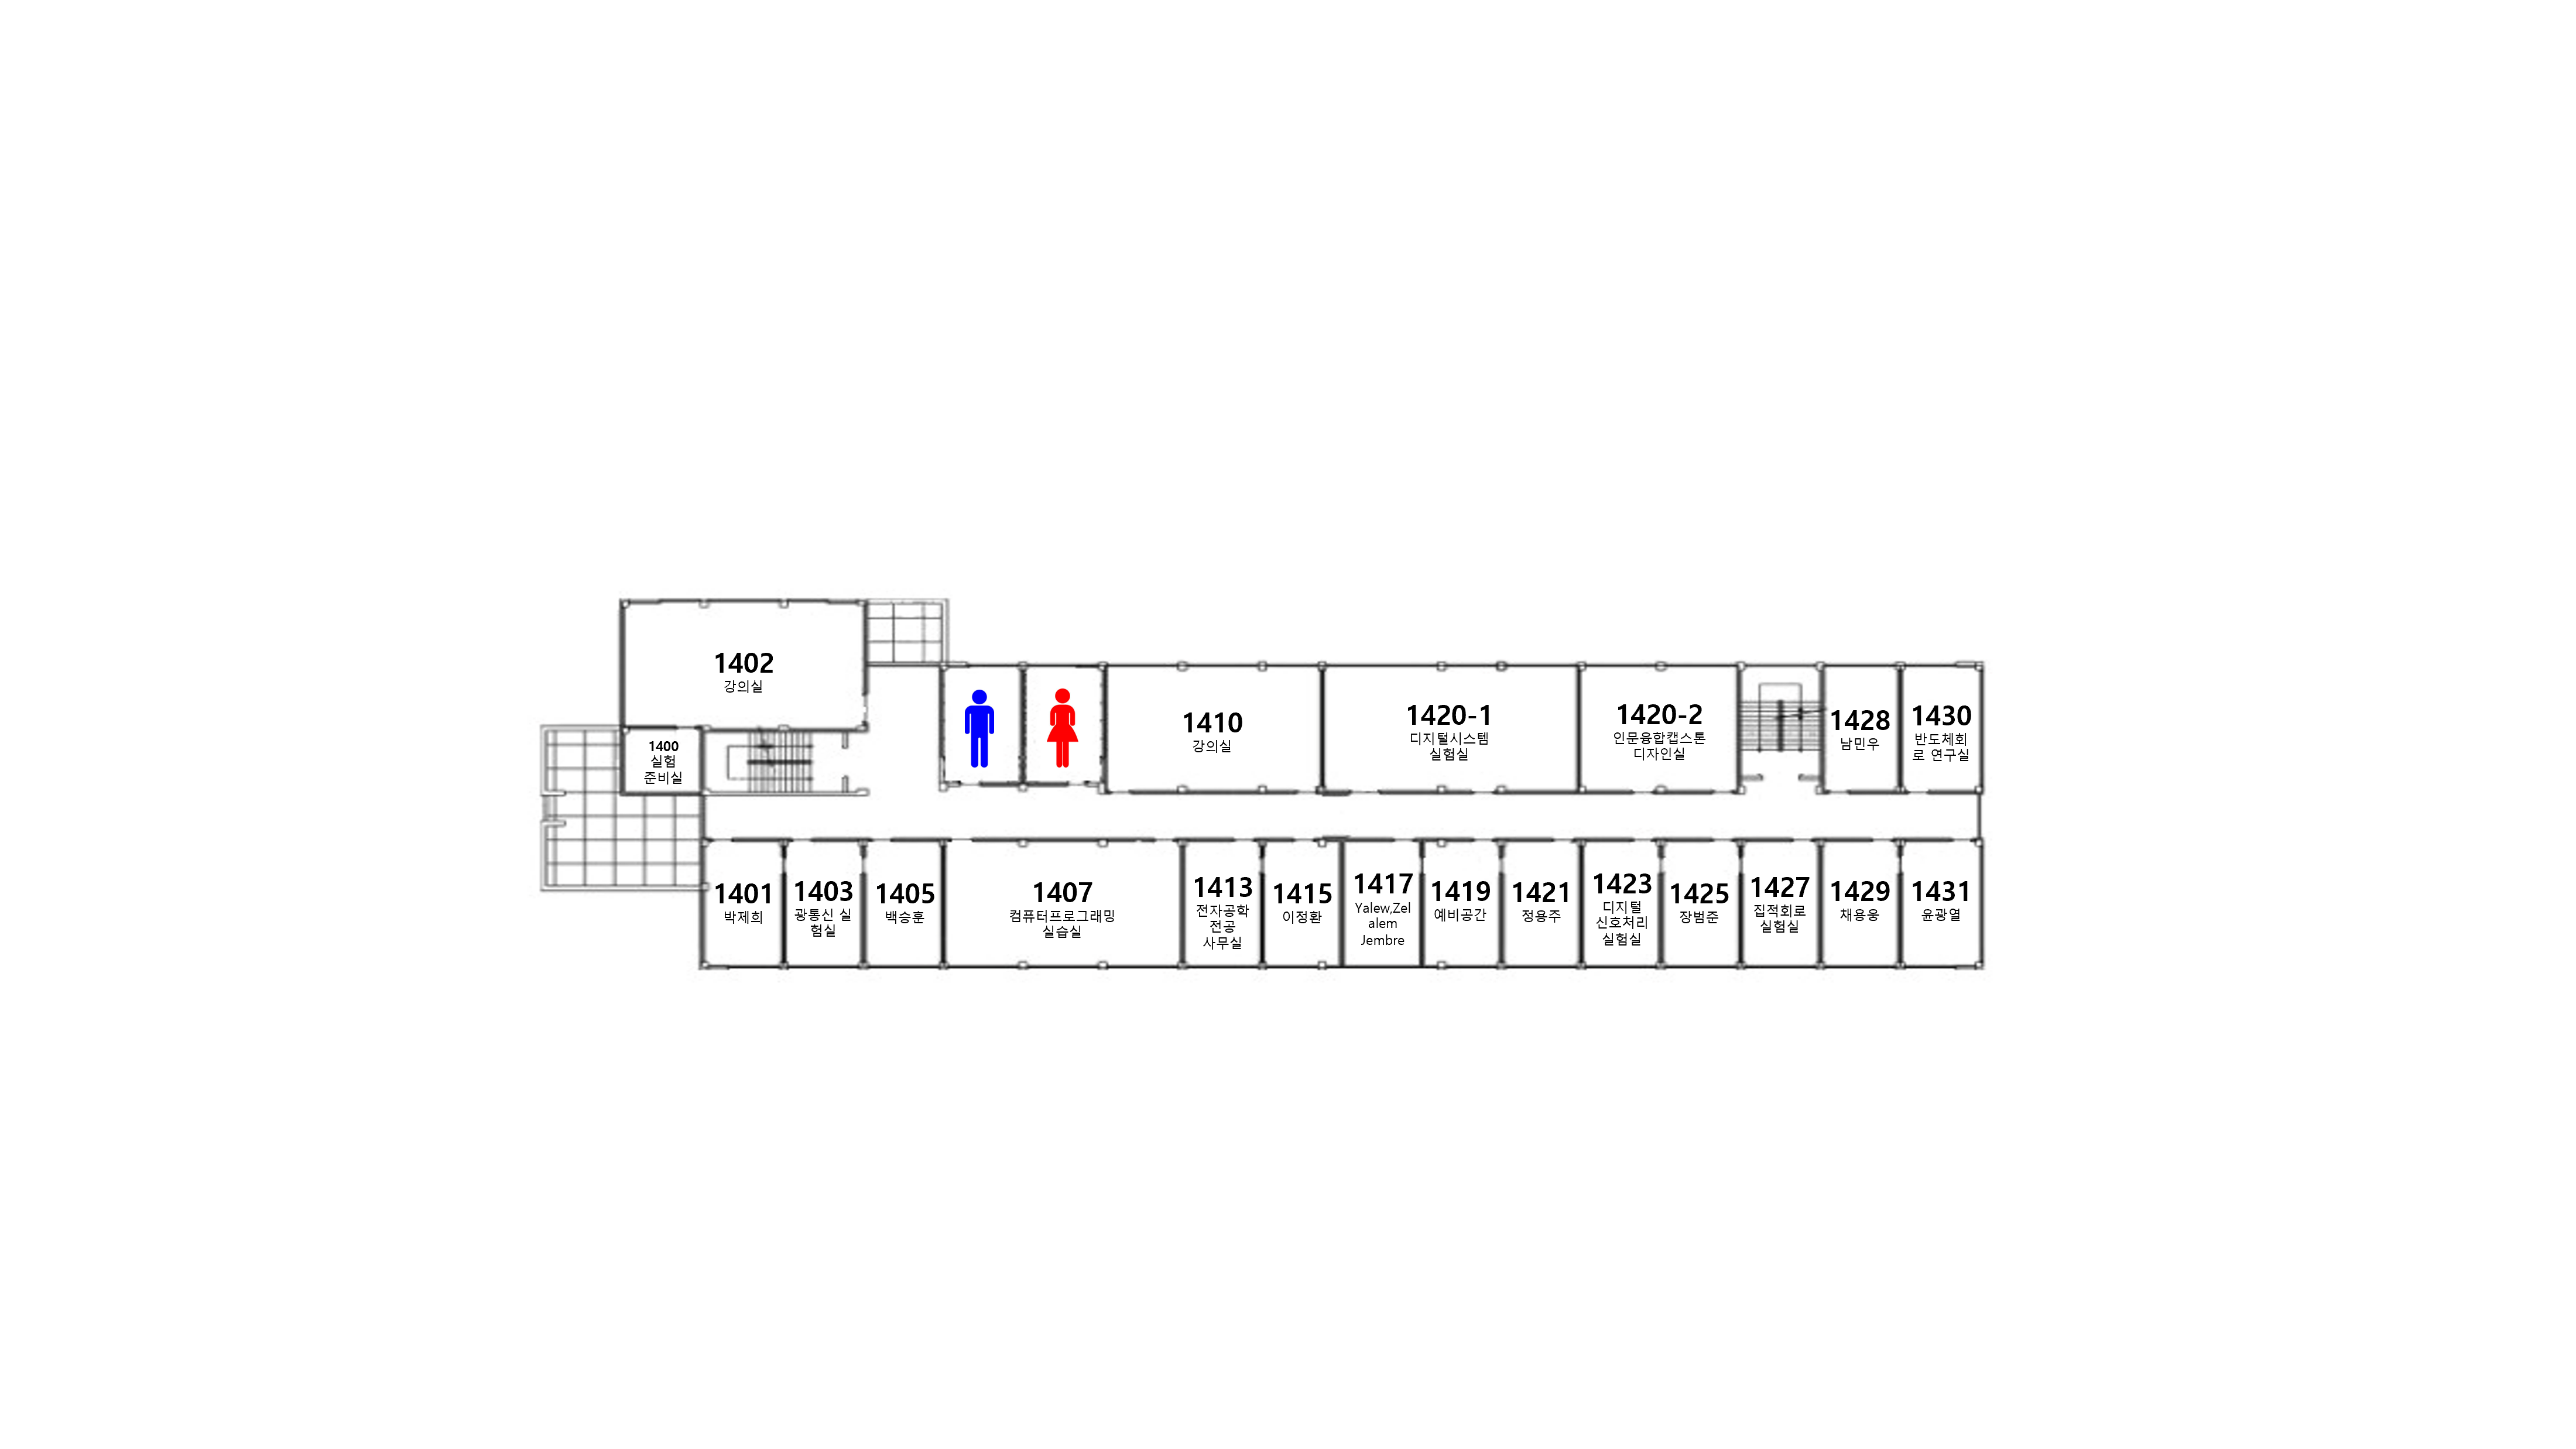 1402
강의실
1400
실험
준비실
1410
강의실
1420-1
디지털시스템
실험실
1420-2
인문융합캡스톤
디자인실
1428
남민우
1430
반도체회
로 연구실
1401
박제희
1403
광통신 실
험실
1405
백승훈
1407
컴퓨터프로그래밍
실습실
1413
전자공학
전공
사무실
1415
이정환
1417
Yalew,Zel
alem
Jembre
1419
예비공간
1421
정용주
1423
디지털
신호처리
실험실
1425
장범준
1427
집적회로
실험실
1429
채용웅
1431
윤광열